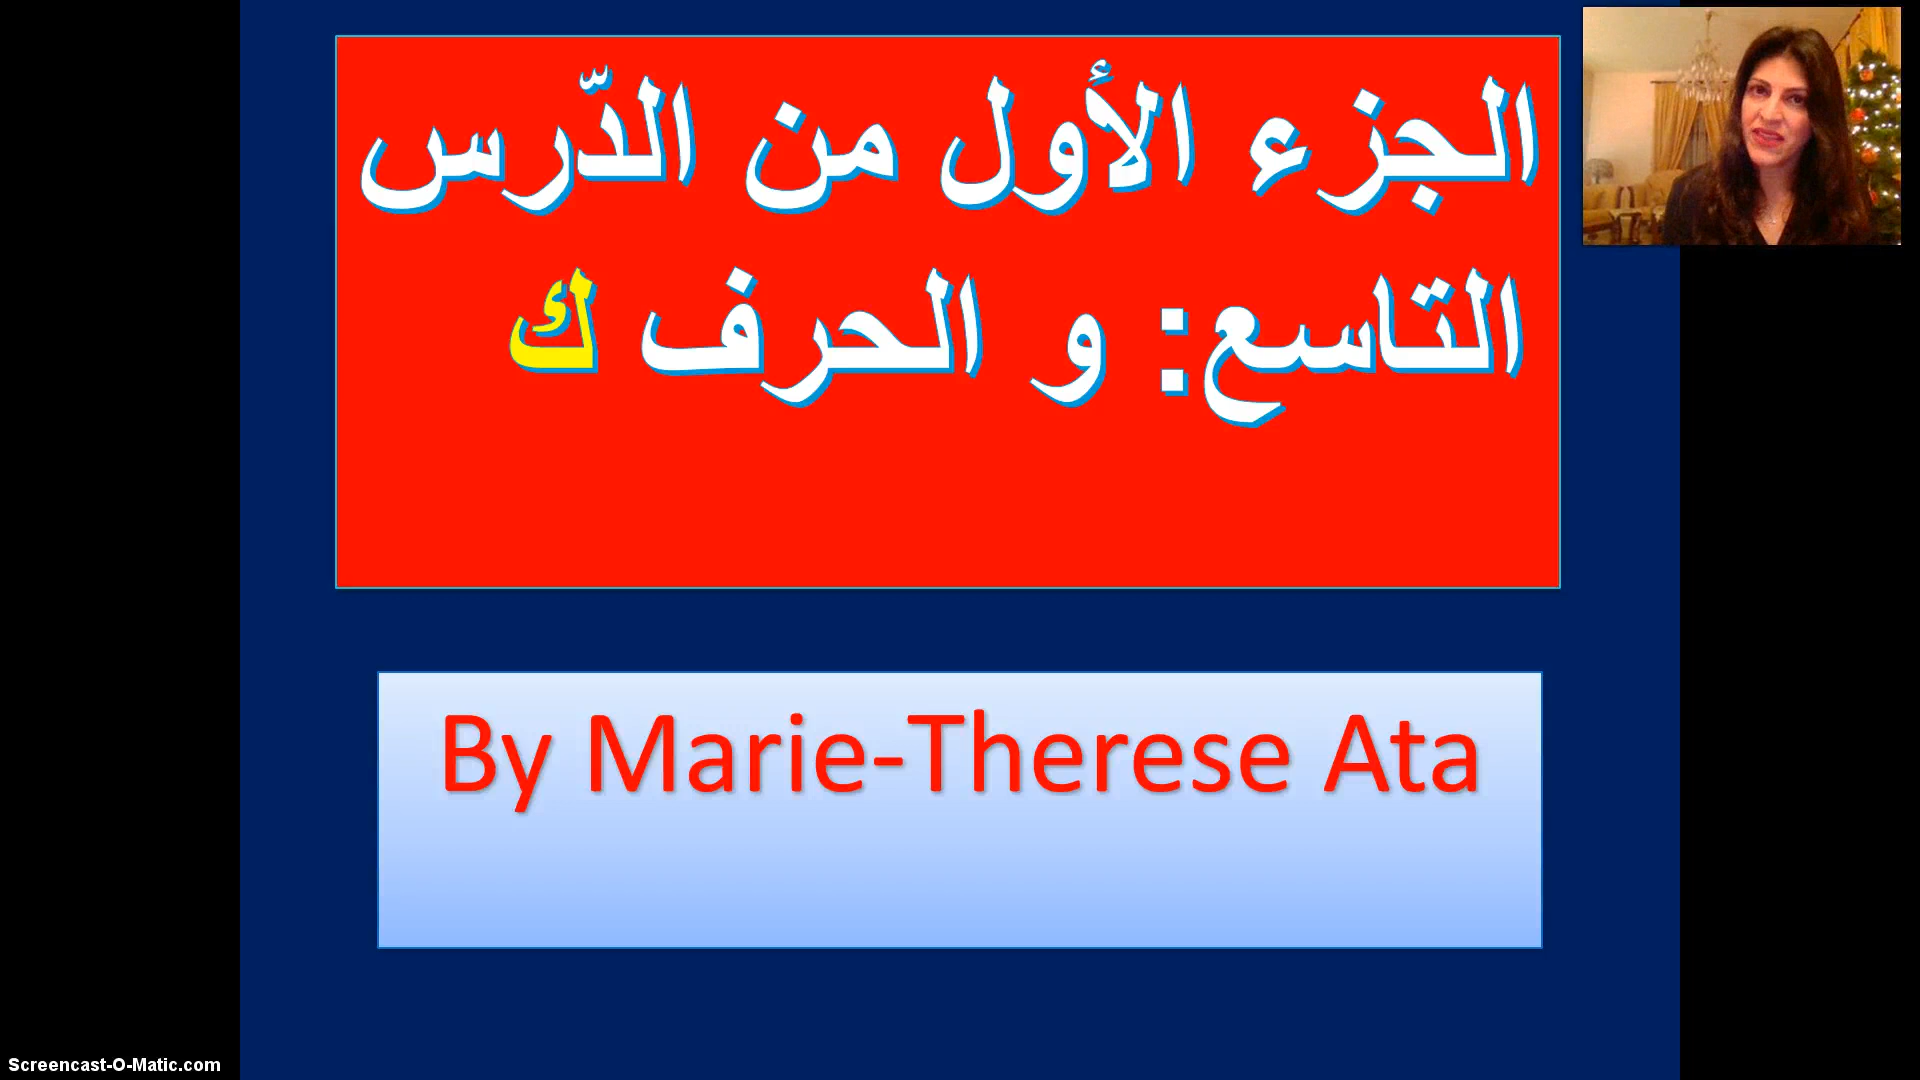 الجزء الأول من الدّرس
التاسع: و الحرف ك
By Marie-Therese Ata
Screencast-O-Matic.com